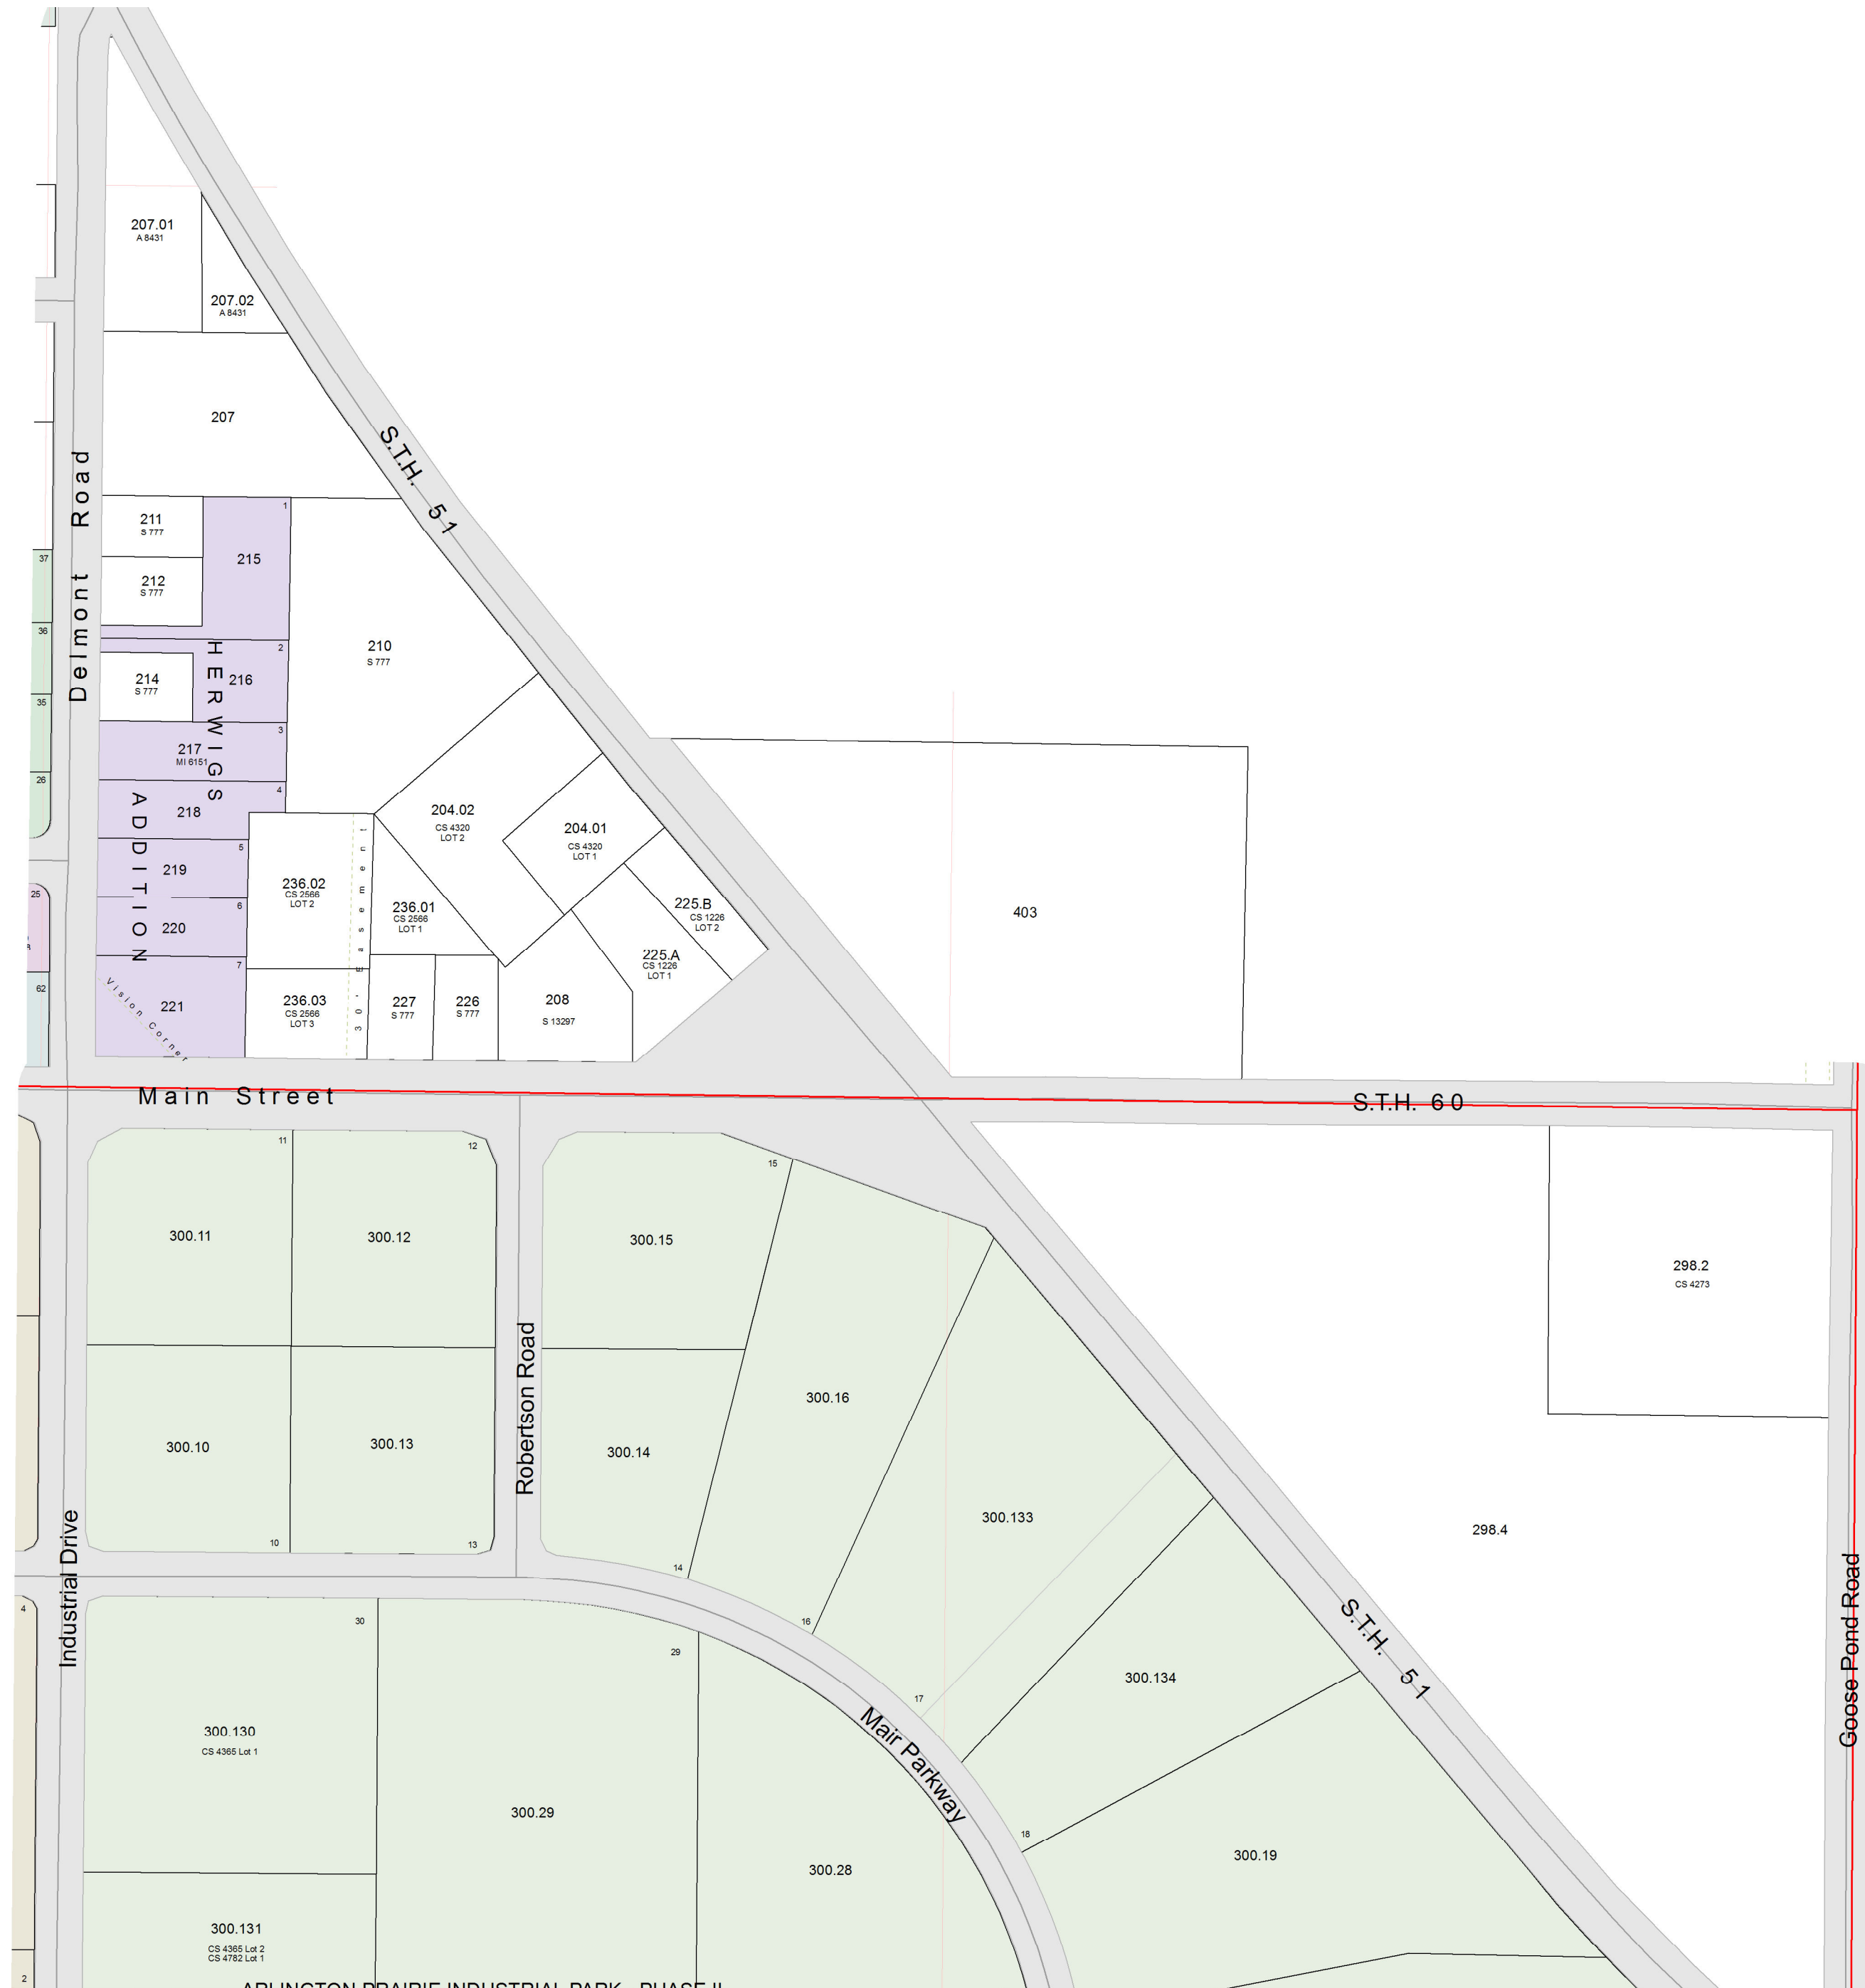 207.01
A 8431
207.02
A 8431
207
S.T.H. 51
Delmont Road
211
S 777
1
215
212
S 777
37
36
35
26
25
62
HERWIGS
ADDITION
2
214
S 777
216
210
S 777
3
217
MI 6151
4
218
5
219
6
220
7
221
Vision Corner
204.02
CS 4320
LOT 2
204.01
CS 4320
LOT 1
236.02
CS 2566
LOT 2
30' Easement
236.01
CS 2566
LOT 1
225.B
CS 1226
LOT 2
225.A
CS 1226
LOT 1
403
236.03
CS 2566
LOT 3
227
S 777
226
S 777
208
S 13297
Main Street
S.T.H. 60
11
12
15
300.11
300.12
300.15
298.2
CS 4273
Robertson Road
300.16
300.10
300.13
300.14
300.133
298.4
10
13
14
Industrial Drive
Goose Pond Road
4
30
16
29
S.T.H. 51
300.134
17
Mair Parkway
300.130
CS 4365 Lot 1
300.29
18
300.19
300.28
300.131
CS 4365 Lot 2
CS 4782 Lot 1
2
ARLINGTON PRAIRIE INDUSTRIAL PARK - PHASE II